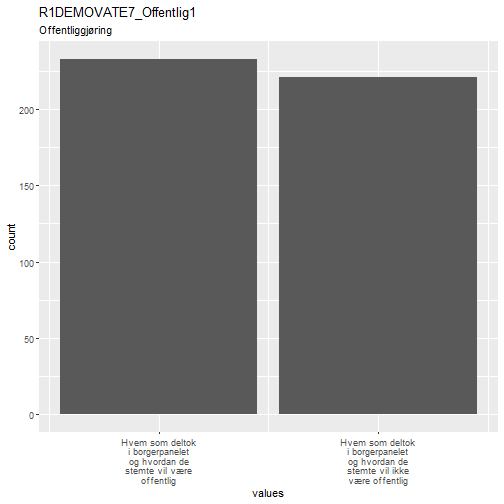 R1DEMOVATE7_Offentlig1
Offentliggjøring
count
200
150
100
50
0
Hvem som deltok
i borgerpanelet
og hvordan de
stemte vil være
offentlig
Hvem som deltok
i borgerpanelet
og hvordan de
stemte vil ikke
være offentlig
values